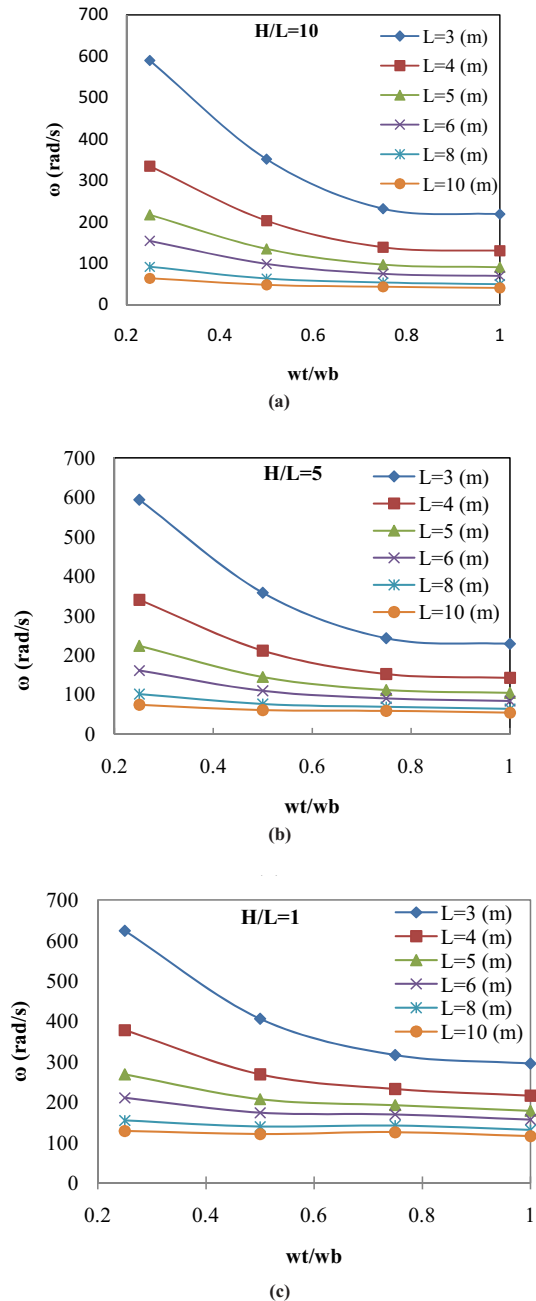 H/L=10
L=3 (m)
L=4 (m)
L=5 (m)
L=6 (m)
L=8 (m)
L=10 (m)
700
600
500
400
300
200
100
0
ω (rad/s)
0.2
0.4
0.6
0.8
1
wt/wb
(a)
H/L=5
L=3 (m)
L=4 (m)
L=5 (m)
L=6 (m)
L=8 (m)
L=10 (m)
700
600
500
400
300
200
100
0
ω (rad/s)
0.2
0.4
0.6
0.8
1
wt/wb
(b)
H/L=1
L=3 (m)
L=4 (m)
L=5 (m)
L=6 (m)
L=8 (m)
L=10 (m)
700
600
500
400
300
200
100
0
ω (rad/s)
0.2
0.4
0.6
0.8
1
wt/wb
(c)